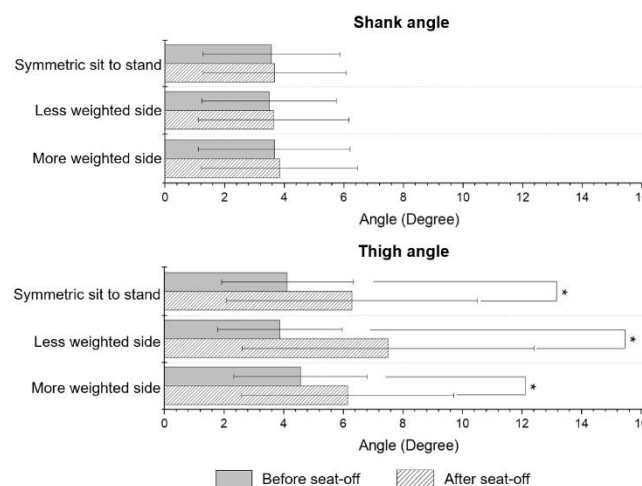 Shank angle
Symmetric sit to stand
Less weighted side
More weighted side
0 2 4 6 8 10 12 14 16
Angle (Degree)
Thigh angle
Symmetric sit to stand
*
Less weighted side
*
More weighted side
*
0 2 4 6 8 10 12 14 16
Angle (Degree)
Before seat-off After seat-off